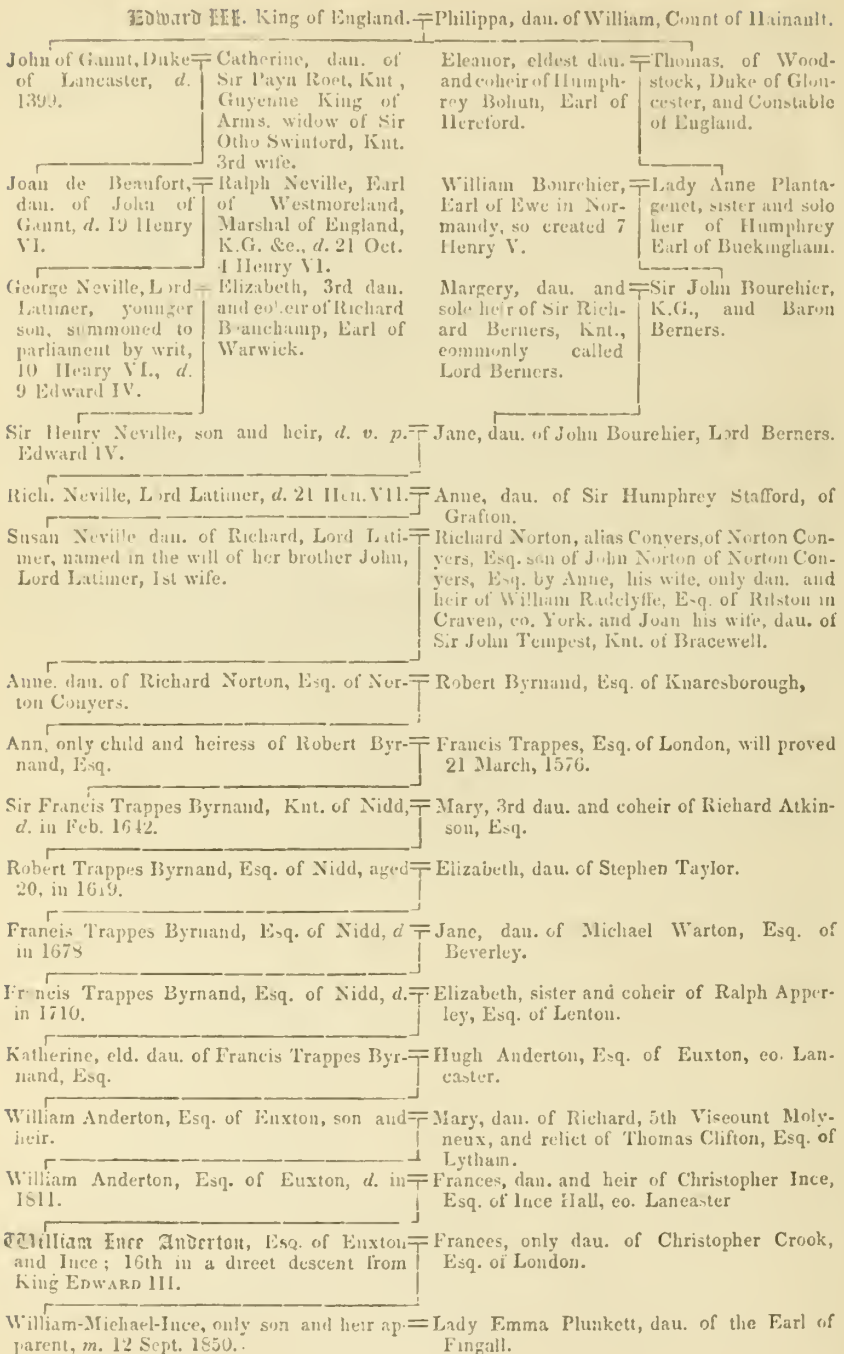 Edward III. King of England. Philippa, dau. of William, Count of Hainault.
John of Gaunt, Duke
of Lancaster, d.
1399.
Catherine, dau. of
Sir Payn Roet, Knt,
Guyenne King of
Arms. widow of Sir
Otho Swinford, Knt.
3rd wife.
Eleanor, eldest dau.
and coheir of Humph-
rey Bohun, Earl of
Hereford.
Thomas, of Wood-
stock, Duke of Glou-
cester, and Constable
of England.
Joan de Beaufort,
dau. of John of
Gaunt, d. 19 Henry
VI.
Ralph Neville, Earl
of Westmoreland,
Marshal of England,
K.G. &c., d. 21 Oct.
4 Henry VI.
William Bourchier,
Earl of Ewe in Nor-
mandy, so created 7
Henry V.
Lady Anne Planta-
genet, sister and sole
heir of Humphrey
Earl of Buckingham.
George Neville, Lord
Latimer, younger
son, summoned to
parliament by writ,
10 Henry VI., d.
9 Edward IV.
Elizabeth, 3rd dau.
and coheir of Richard
Beauchamp, Earl of
Warwick.
Margery, dau. and
sole heir of Sir Rich-
ard Berners, Knt.,
commonly called
Lord Berners.
Sir John Bourchier,
K.G., and Baron
Berners.
Sir Henry Neville, son and heir, d. v. p.
Edward IV.
Jane, dau. of John Bourchier, Lord Berners.
Rich. Neville, Lord Latimer, d. 21 Hen. VII.
Anne, dau. of Sir Humphrey Stafford, of
Grafton.
Susan Neville dau. of Richard, Lord Lati-
mer, named in the will of her brother John,
Lord Latimer, 1st wife.
Richard Norton, alias Conyers, of Norton Con-
yers, Esq. son of John Norton of Norton Con-
yers, Esq. by Anne, his wife, only dau. and
heir of William Radclyffe, Esq. of Rilston in
Craven, co. York. and Joan his wife, dau. of
Sir John Tempest, Knt. of Bracewell.
Anne. dau. of Richard Norton, Esq. of Nor-
ton Conyers.
Robert Byrnand, Esq. of Knaresborough,
Ann, only child and heiress of Robert Byr-
nand, Esq.
Francis Trappes, Esq. of London, will proved
21 March, 1576.
Sir Francis Trappes Byrnand, Knt. of Nidd,
d. in Feb. 1642.
Mary, 3rd dau. and coheir of Richard Atkin-
son, Esq.
Robert Trappes Byrnand, Esq. of Nidd, aged
20, in 1619.
Elizabeth, dau. of Stephen Taylor.
Francis Trappes Byrnand, Esq. of Nidd, d
in 1678
Jane, dau. of Michael Warton, Esq. of
Beverley.
Francis Trappes Byrnand, Esq. of Nidd, d.
in 1710.
Elizabeth, sister and coheir of Ralph Apper-
ley, Esq. of Lenton.
Katherine, eld. dau. of Francis Trappes Byr-
nand, Esq.
Hugh Anderton, Esq. of Euxton, co. Lan-
caster.
William Anderton, Esq. of Euxton, son and
heir.
Mary, dau. of Richard, 5th Viscount Moly-
neux, and relict of Thomas Clifton, Esq. of
Lytham.
William Anderton, Esq. of Euxton, d. in
1811.
Frances, dau. and heir of Christopher Ince,
Esq. of Ince Hall, co. Lancaster
William Ince Anderton, Esq. of Euxton
and Ince; 16th in a direct descent from
King Edward III.
Frances, only dau. of Christopher Crook,
Esq. of London.
William-Michael-Ince, only son and heir ap-
parent, m. 12 Sept. 1850.
Lady Emma Plunkett, dau. of the Earl of
Fingall.